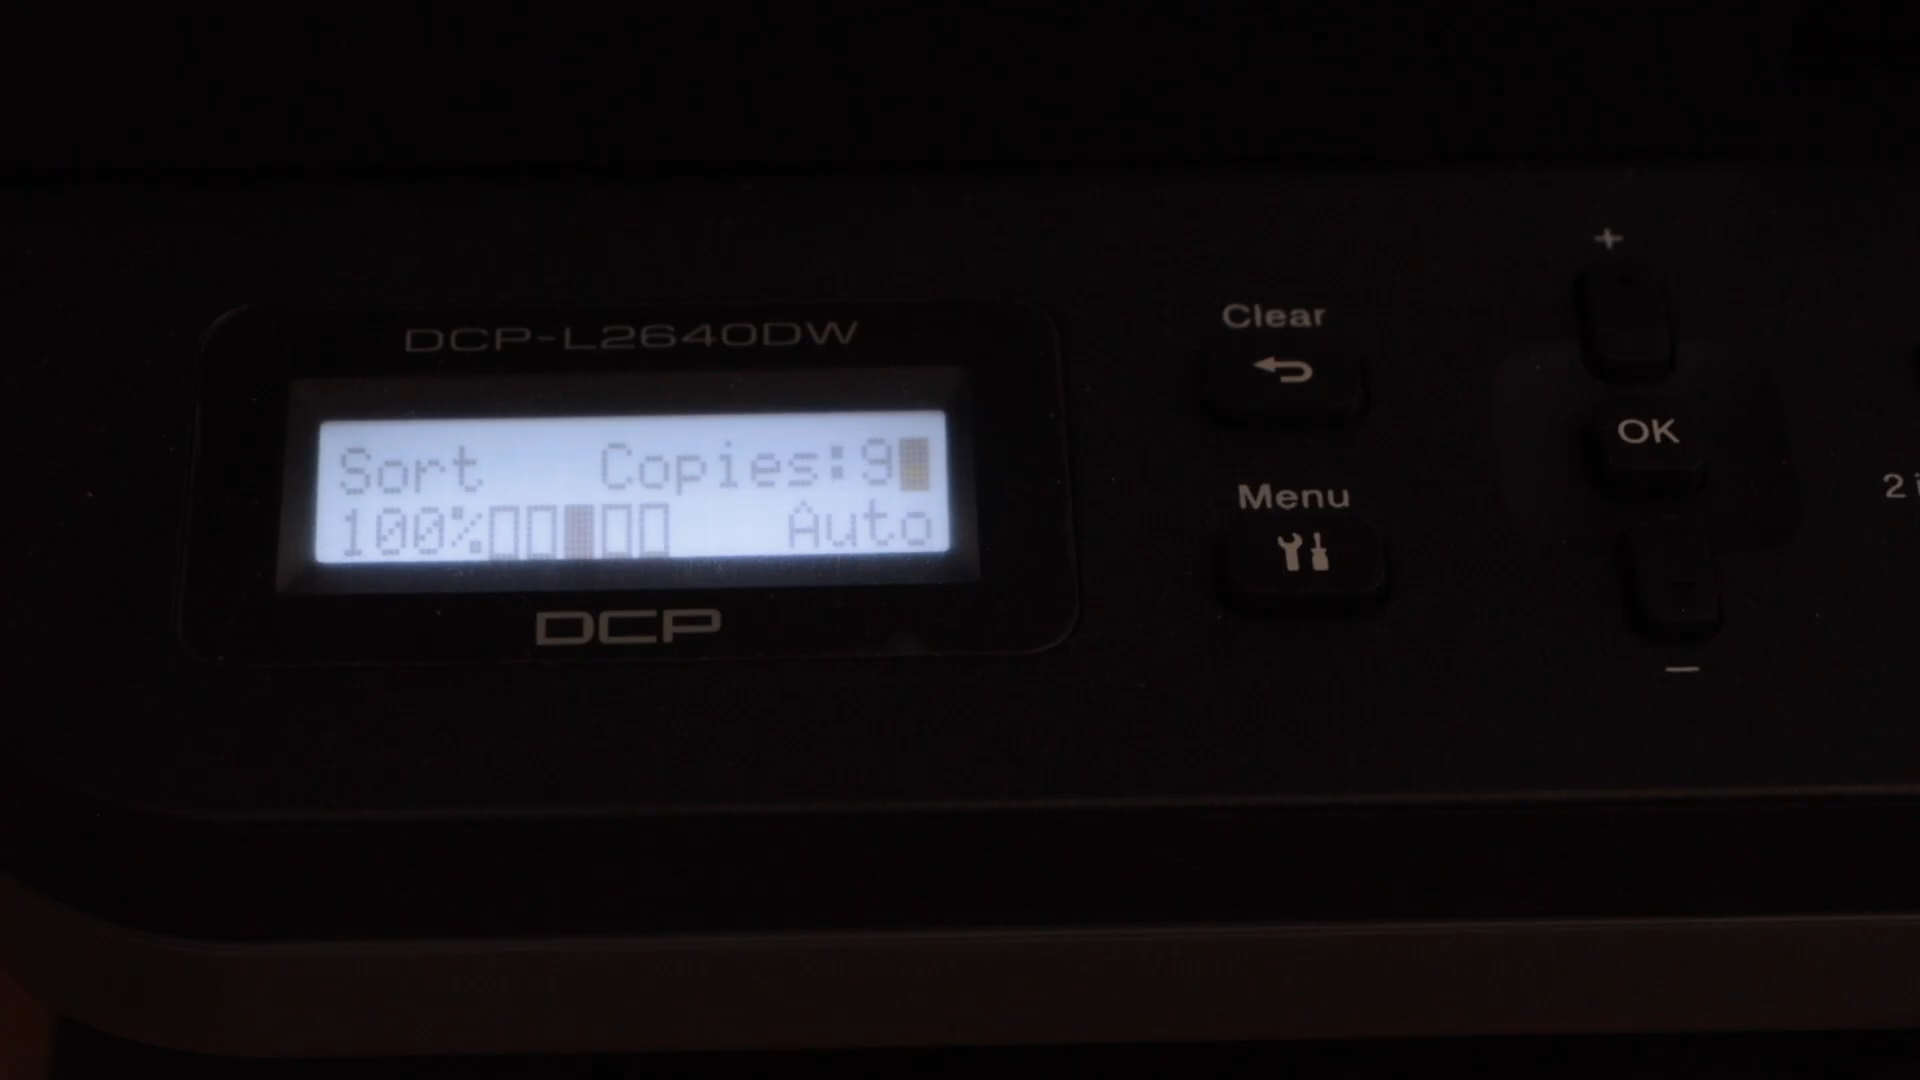 DCP-L2640DW
Sort Copies:9
100% Auto
DCP
Clear
Menu
+
OK
−